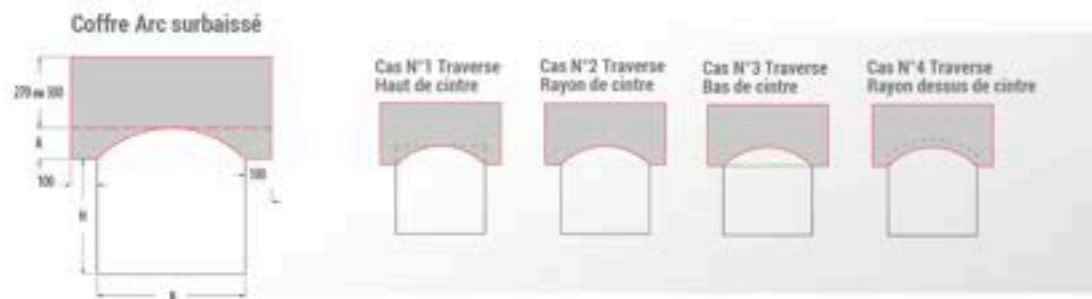 Coffre Arc surbaissé
270 ou 300
100
H
Cas N°1 Traverse
Haut de cintre
Cas N°2 Traverse
Rayon de cintre
Cas N°3 Traverse
Bas de cintre
Cas N°4 Traverse
Rayon dessus de cintre